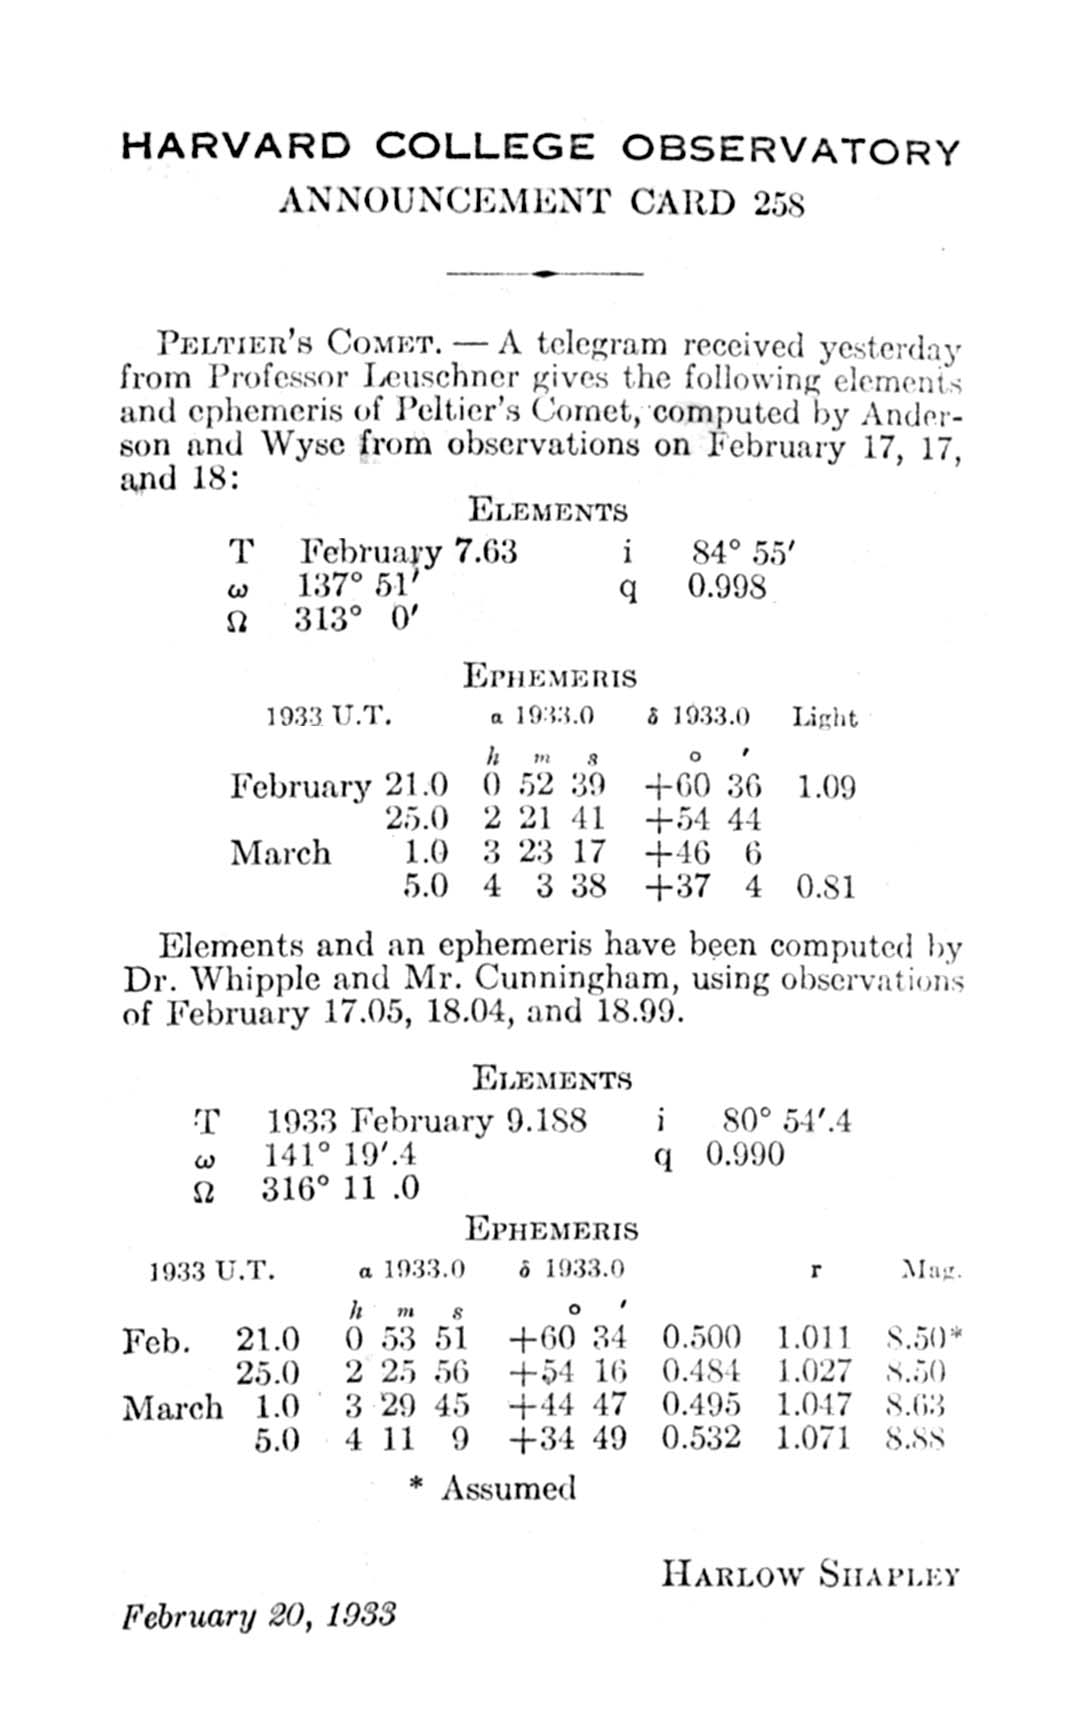 HARVARD COLLEGE OBSERVATORY
ANNOUNCEMENT CARD 258
PELTIER'S COMET. — A telegram received yesterday
from Professor Leuschner gives the following elements
and ephemeris of Peltier's Comet, computed by Ander-
son and Wyse from observations on February 17, 17,
and 18:
ELEMENTS
T February 7.63 i 84° 55′
ω 137° 51′ q 0.998
Ω 313° 0′
EPHEMERIS
1933 U.T. α 1933.0 δ 1933.0 Light
h m s o ′
February 21.0 0 52 39 +60 36 1.09
25.0 2 21 41 +54 44
March 1.0 3 23 17 +46 6
5.0 4 3 38 +37 4 0.81
Elements and an ephemeris have been computed by
Dr. Whipple and Mr. Cunningham, using observations
of February 17.05, 18.04, and 18.99.
ELEMENTS
T 1933 February 9.188 i 80° 54′.4
ω 141° 19′.4 q 0.990
Ω 316° 11 .0
EPHEMERIS
1933 U.T. α 1933.0 δ 1933.0 r Mag.
h m s o ′
Feb. 21.0 0 53 51 +60 34 0.500 1.011 8.50*
25.0 2 25 56 +54 16 0.484 1.027 8.50
March 1.0 3 29 45 +44 47 0.495 1.047 8.63
5.0 4 11 9 +34 49 0.532 1.071 8.88
* Assumed
HARLOW SHAPLEY
February 20, 1933